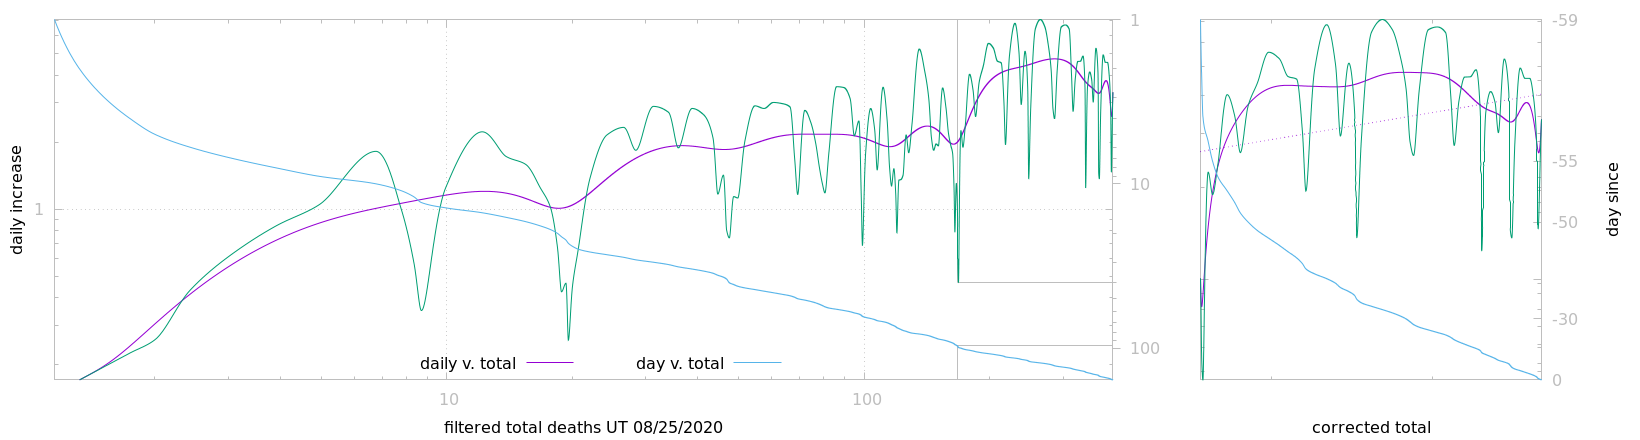 1
-59
daily increase
-55
10
1
-50
day since
-30
daily v. total
day v. total
100
0
10
100
filtered total deaths UT 08/25/2020
corrected total